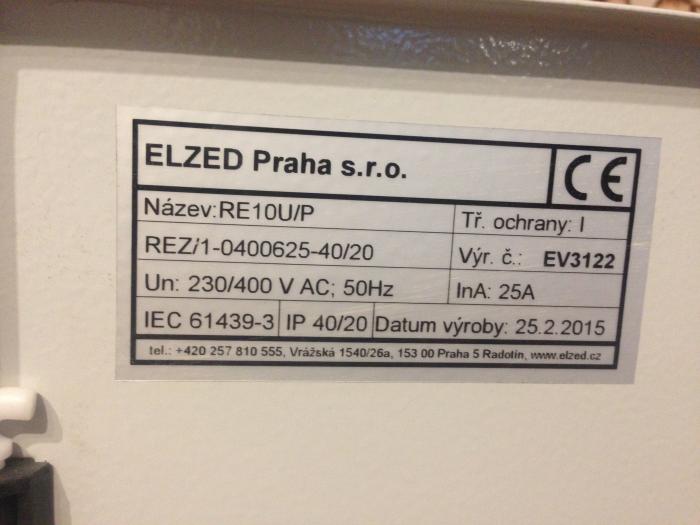 ELZED Praha s.r.o. CE
Název:RE10U/P Tř. ochrany: I
REZ/1-0400625-40/20 Výr. č.: EV3122
Un: 230/400 V AC; 50Hz InA: 25A
IEC 61439-3 IP 40/20 Datum výroby: 25.2.2015
tel.: +420 257 810 555, Vrážská 1540/26a, 153 00 Praha 5 Radotín, www.elzed.cz